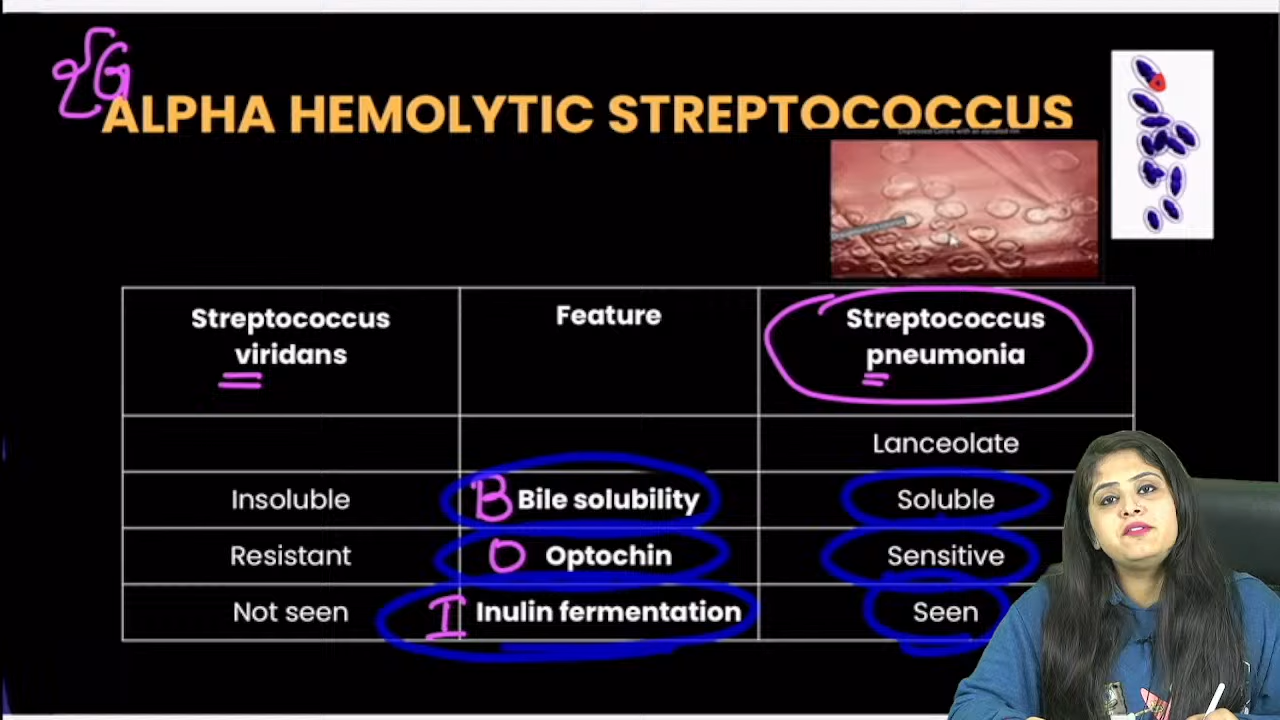 ALPHA HEMOLYTIC STREPTOCOCCUS
Streptococcus
viridans
Feature
Streptococcus
pneumonia
Lanceolate
Insoluble
B Bile solubility
Soluble
Resistant
O Optochin
Sensitive
Not seen
I Inulin fermentation
Seen